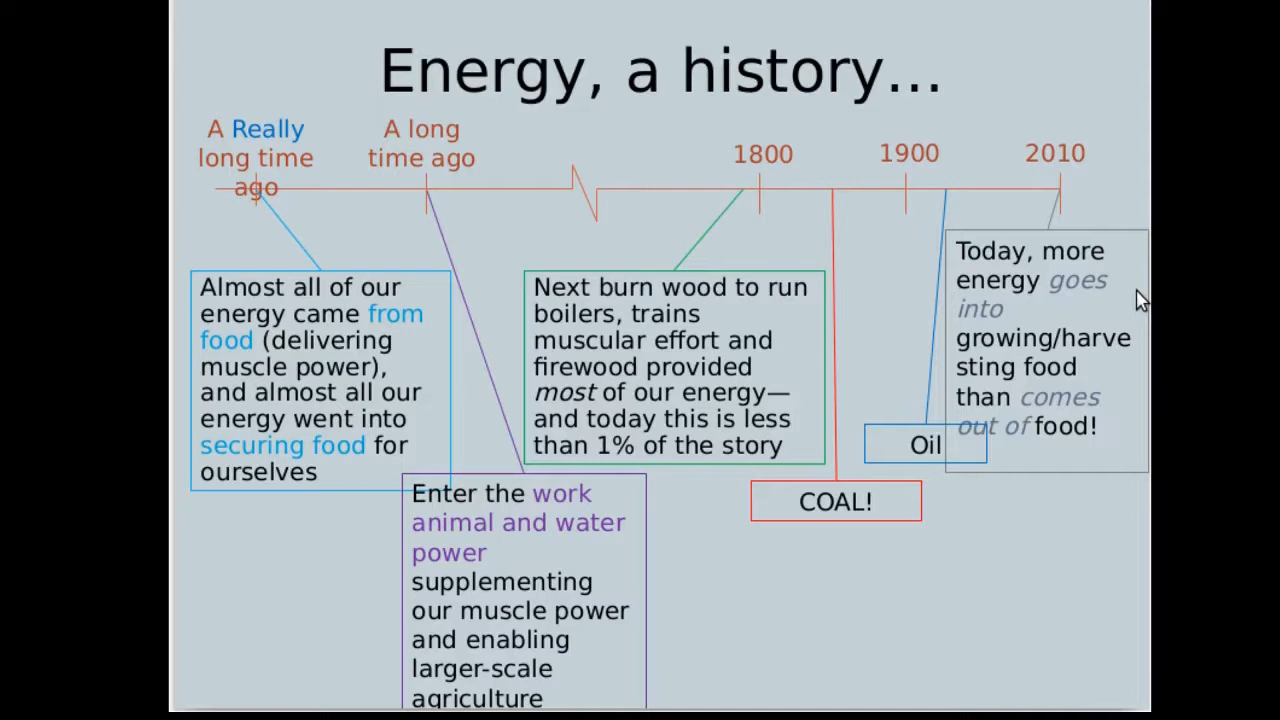 Energy, a history...
A Really
long time
ago
A long
time ago
1800
1900
2010
Almost all of our
energy came from
food (delivering
muscle power),
and almost all our
energy went into
securing food for
ourselves
Enter the work
animal and water
power
supplementing
our muscle power
and enabling
larger-scale
agriculture
Next burn wood to run
boilers, trains
muscular effort and
firewood provided
most of our energy—
and today this is less
than 1% of the story
COAL!
Oil
Today, more
energy goes
into
growing/harve
sting food
than comes
out of food!